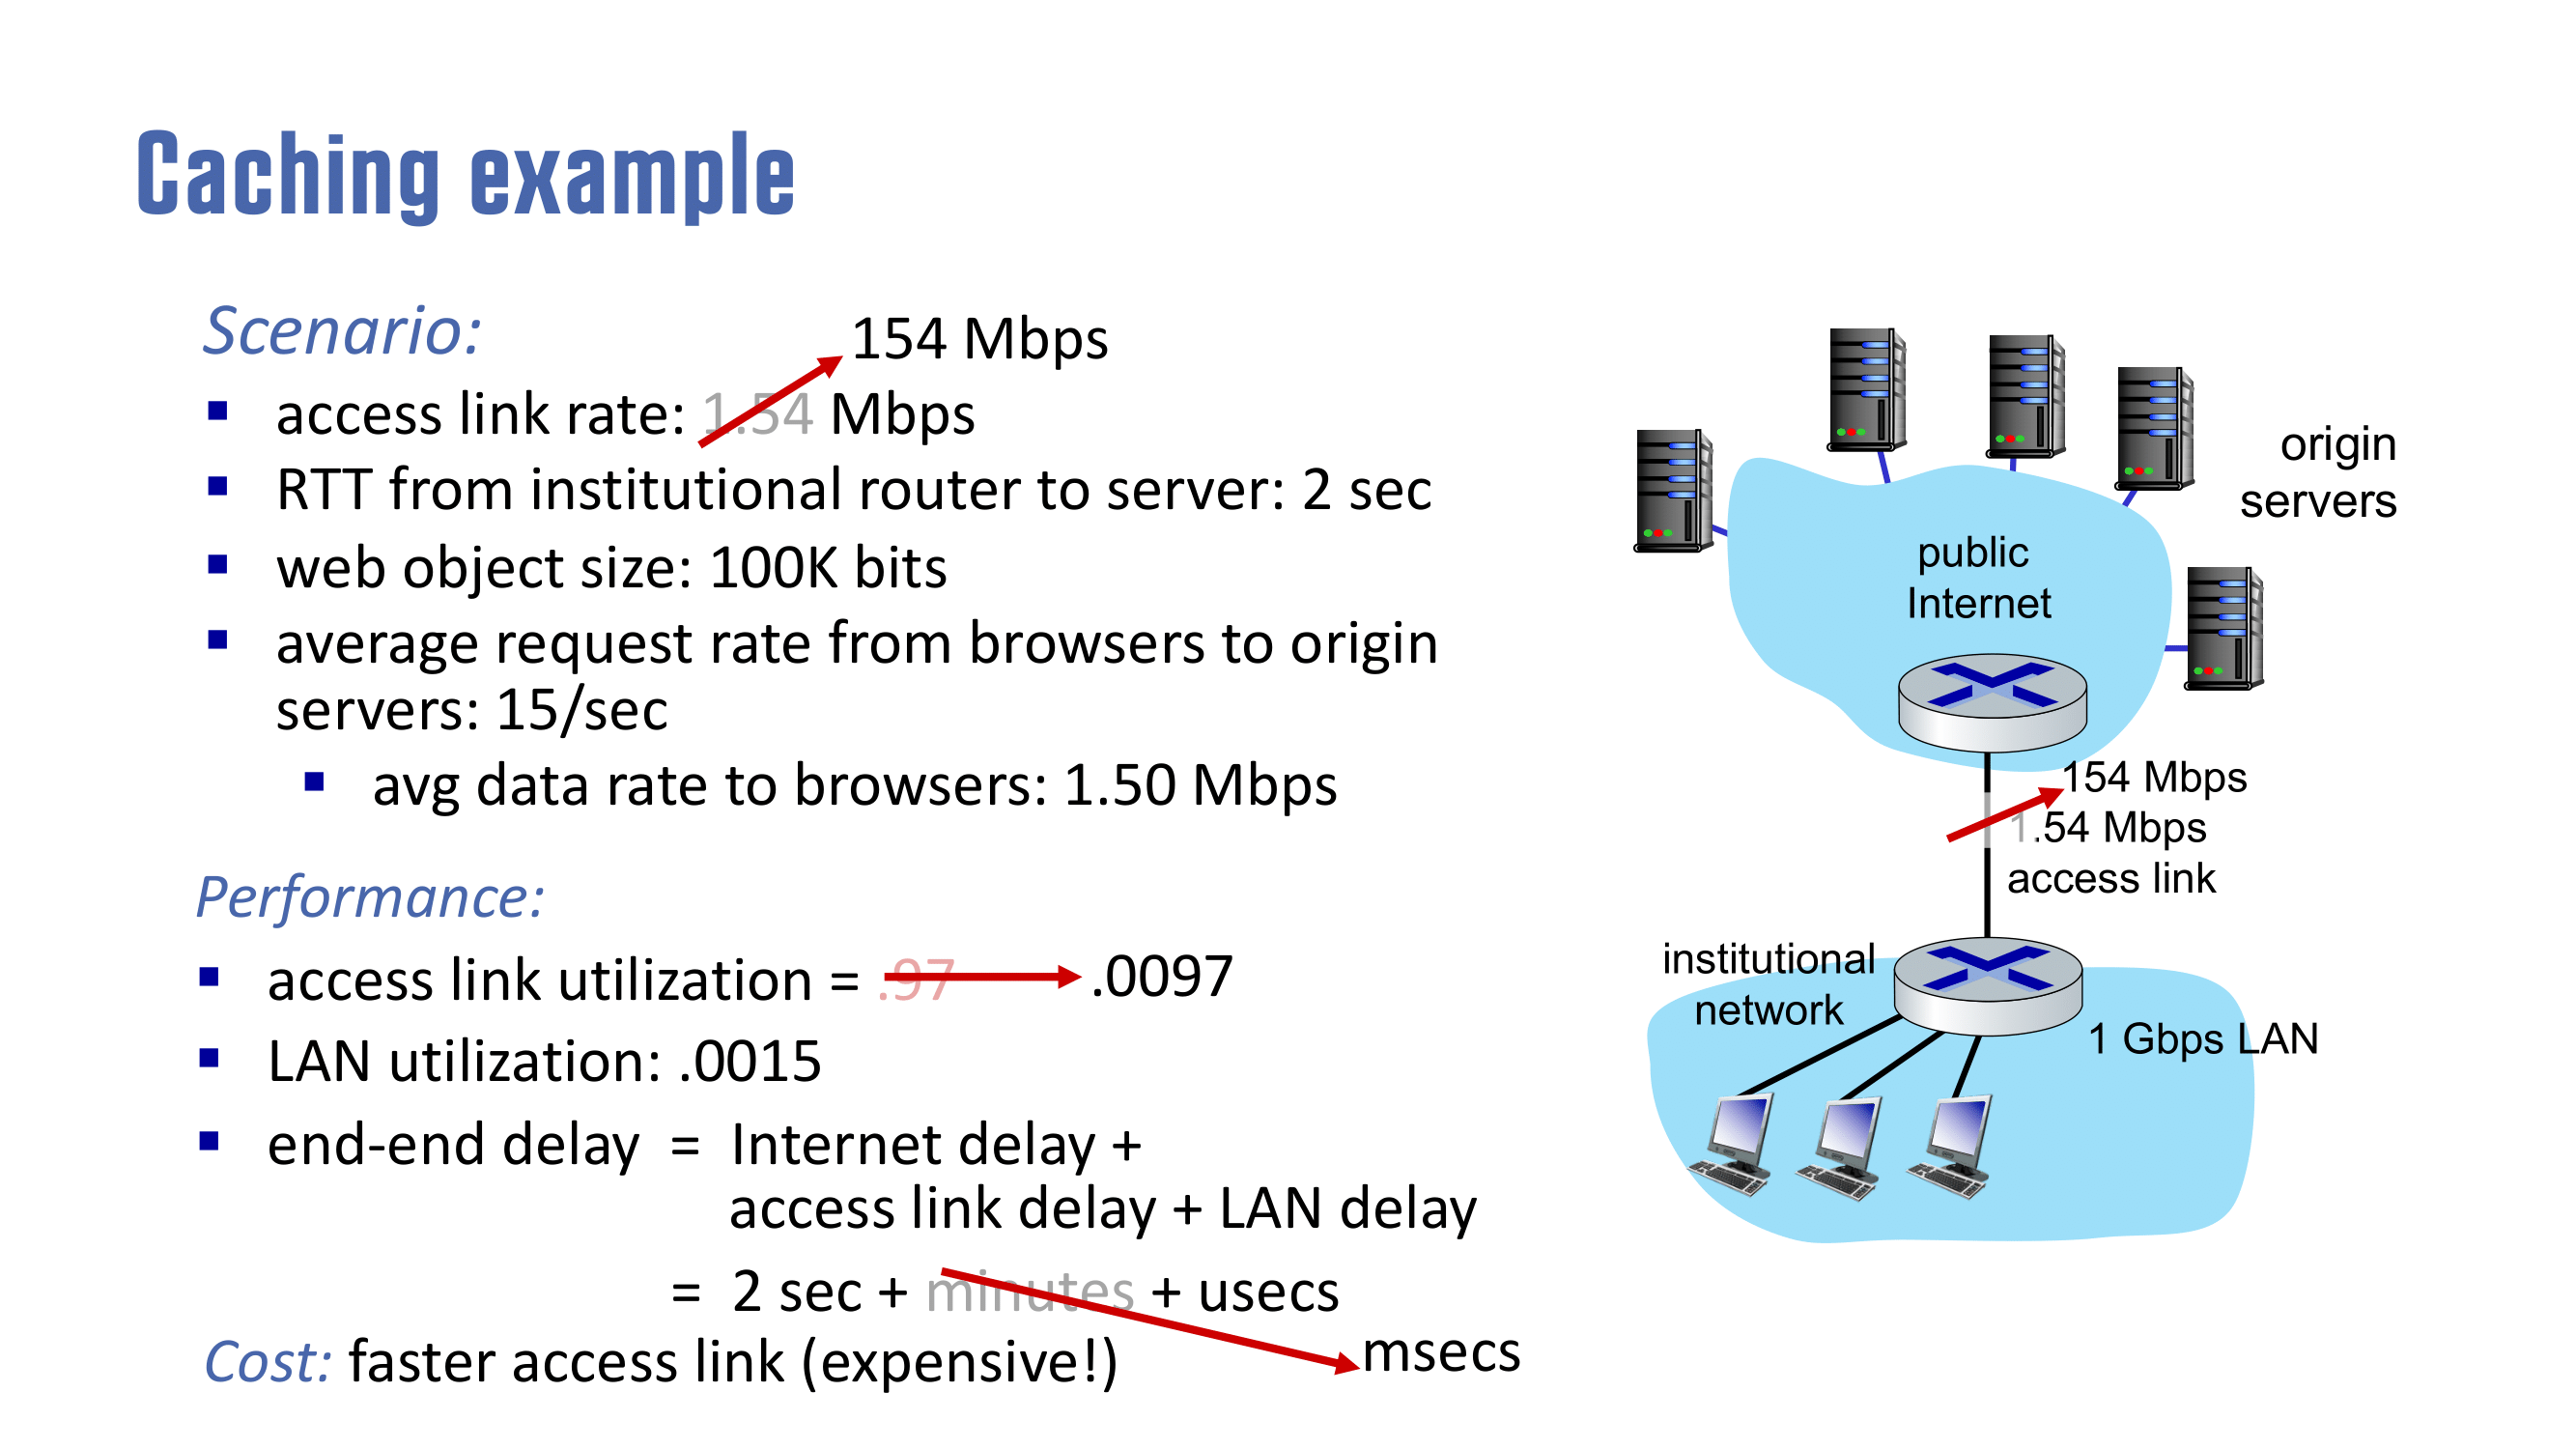 Caching example
Scenario:
154 Mbps
▪ access link rate: 1.54 Mbps
▪ RTT from institutional router to server: 2 sec
▪ web object size: 100K bits
▪ average request rate from browsers to origin
servers: 15/sec
▪ avg data rate to browsers: 1.50 Mbps
Performance:
▪ access link utilization = .97 .0097
▪ LAN utilization: .0015
▪ end-end delay = Internet delay +
access link delay + LAN delay
= 2 sec + minutes + usecs
msecs
Cost: faster access link (expensive!)
origin
servers
public
Internet
154 Mbps
1.54 Mbps
access link
institutional
network
1 Gbps LAN